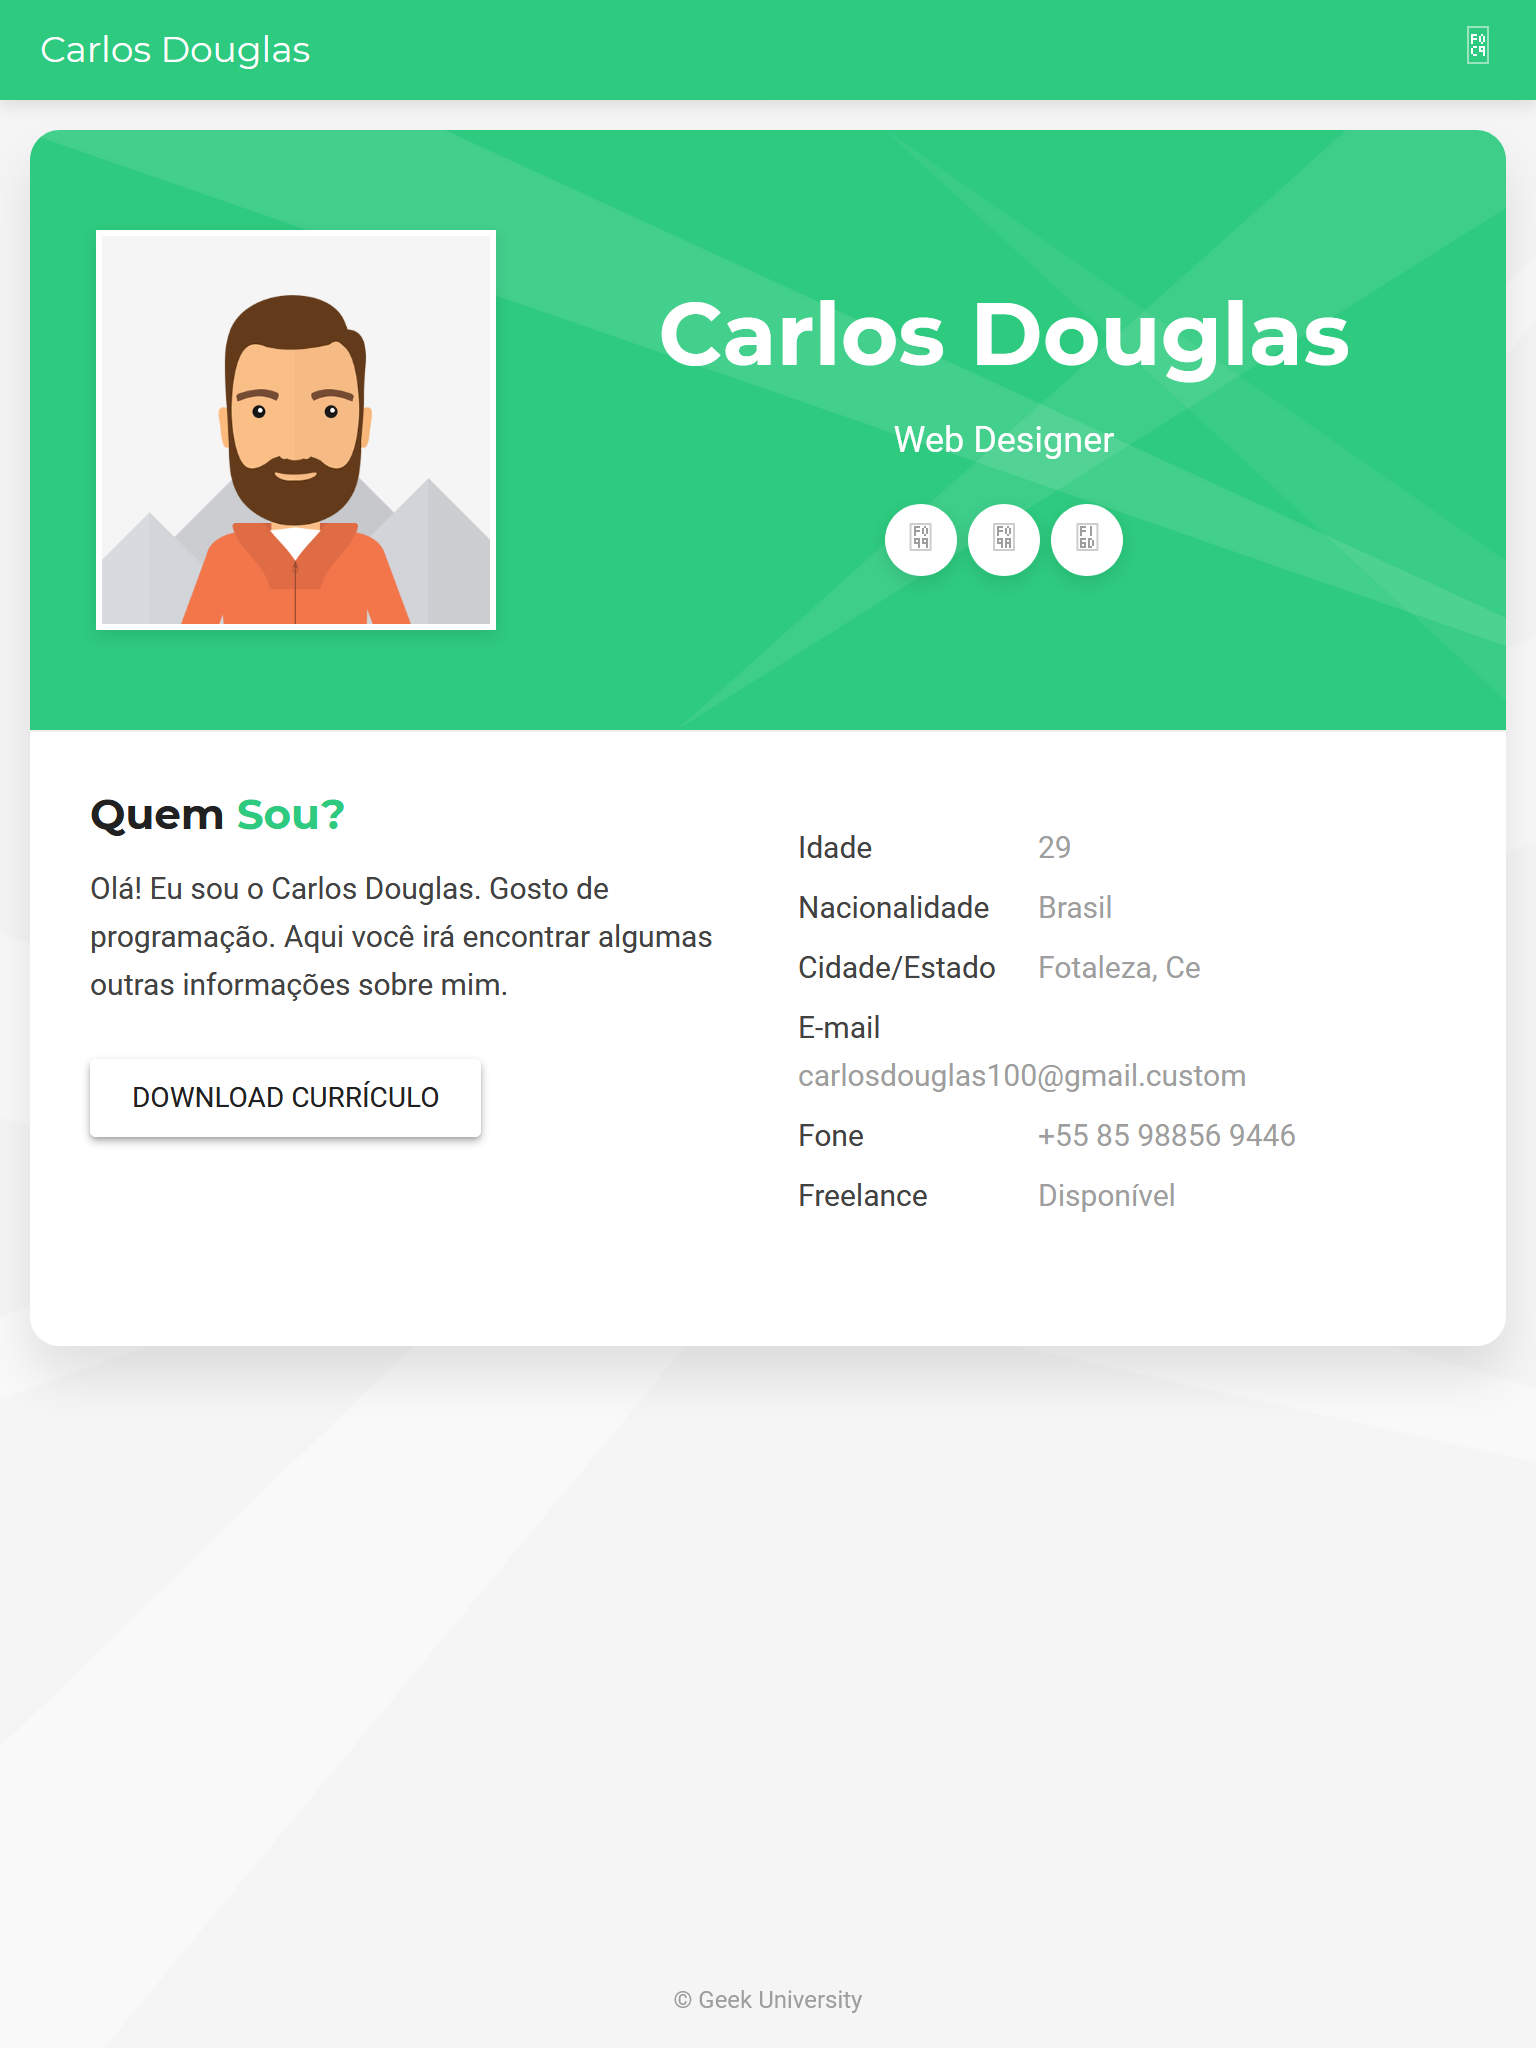 Carlos Douglas
Carlos Douglas
Web Designer
Quem Sou?
Olá! Eu sou o Carlos Douglas. Gosto de
programação. Aqui você irá encontrar algumas
outras informações sobre mim.
DOWNLOAD CURRÍCULO
Idade 29
Nacionalidade Brasil
Cidade/Estado Fotaleza, Ce
E-mail
carlosdouglas100@gmail.custom
Fone +55 85 98856 9446
Freelance Disponível
© Geek University